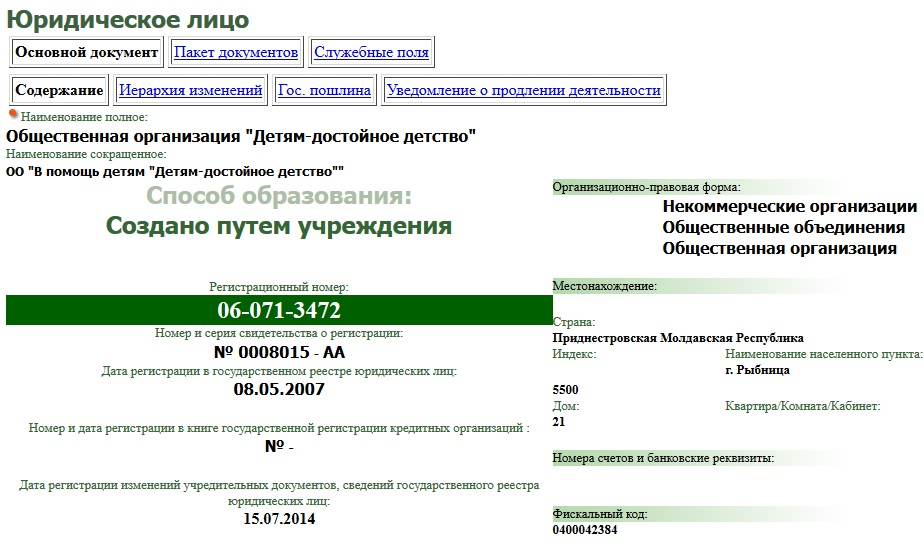 Юридическое лицо
Основной документ Пакет документов Служебные поля
Содержание Иерархия изменений Гос. пошлина Уведомление о продлении деятельности
Наименование полное:
Общественная организация "Детям-достойное детство"
Наименование сокращенное:
ОО "В помощь детям "Детям-достойное детство""
Способ образования:
Создано путем учреждения
Регистрационный номер:
06-071-3472
Номер и серия свидетельства о регистрации:
№ 0008015 - АА
Дата регистрации в государственном реестре юридических лиц:
08.05.2007
Номер и дата регистрации в книге государственной регистрации кредитных организаций :
№ -
Дата регистрации изменений учредительных документов, сведений государственного реестра
юридических лиц:
15.07.2014
Организационно-правовая форма:
Некоммерческие организации
Общественные объединения
Общественная организация
Местонахождение:
Страна:
Приднестровская Молдавская Республика
Индекс: Наименование населенного пункта:
г. Рыбница
5500
Дом: Квартира/Комната/Кабинет:
21
Номера счетов и банковские реквизиты:
Фискальный код:
0400042384